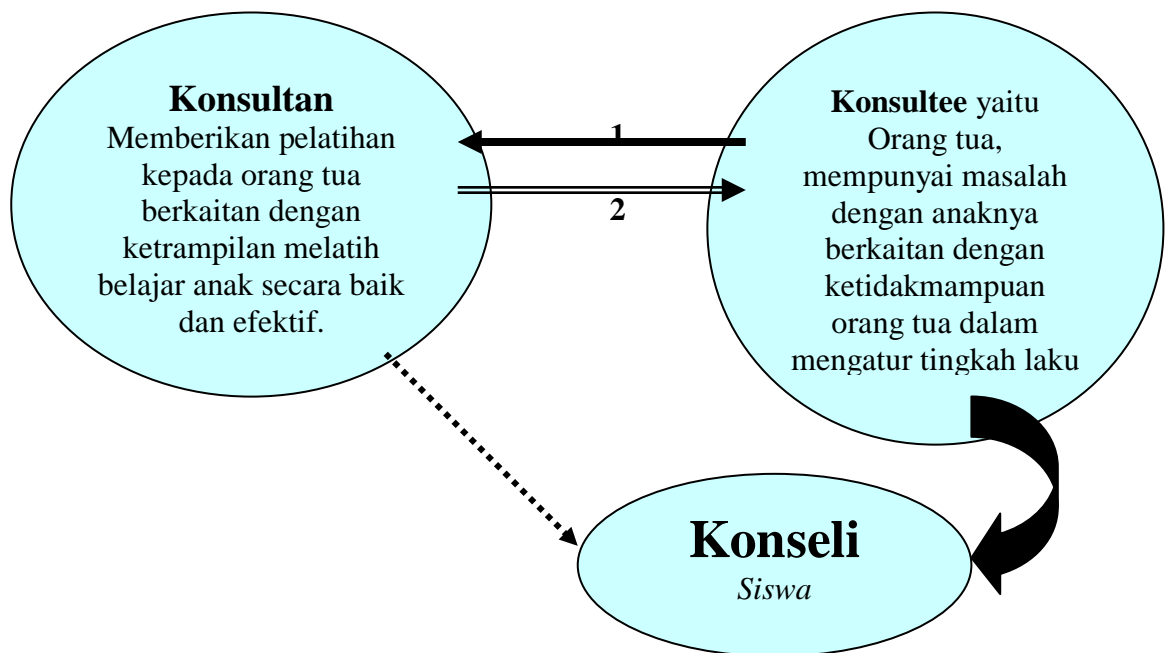 Konsultan
Memberikan pelatihan
kepada orang tua
berkaitan dengan
ketrampilan melatih
belajar anak secara baik
dan efektif.
1
2
Konsultee yaitu
Orang tua,
mempunyai masalah
dengan anaknya
berkaitan dengan
ketidakmampuan
orang tua dalam
mengatur tingkah laku
Konseli
Siswa